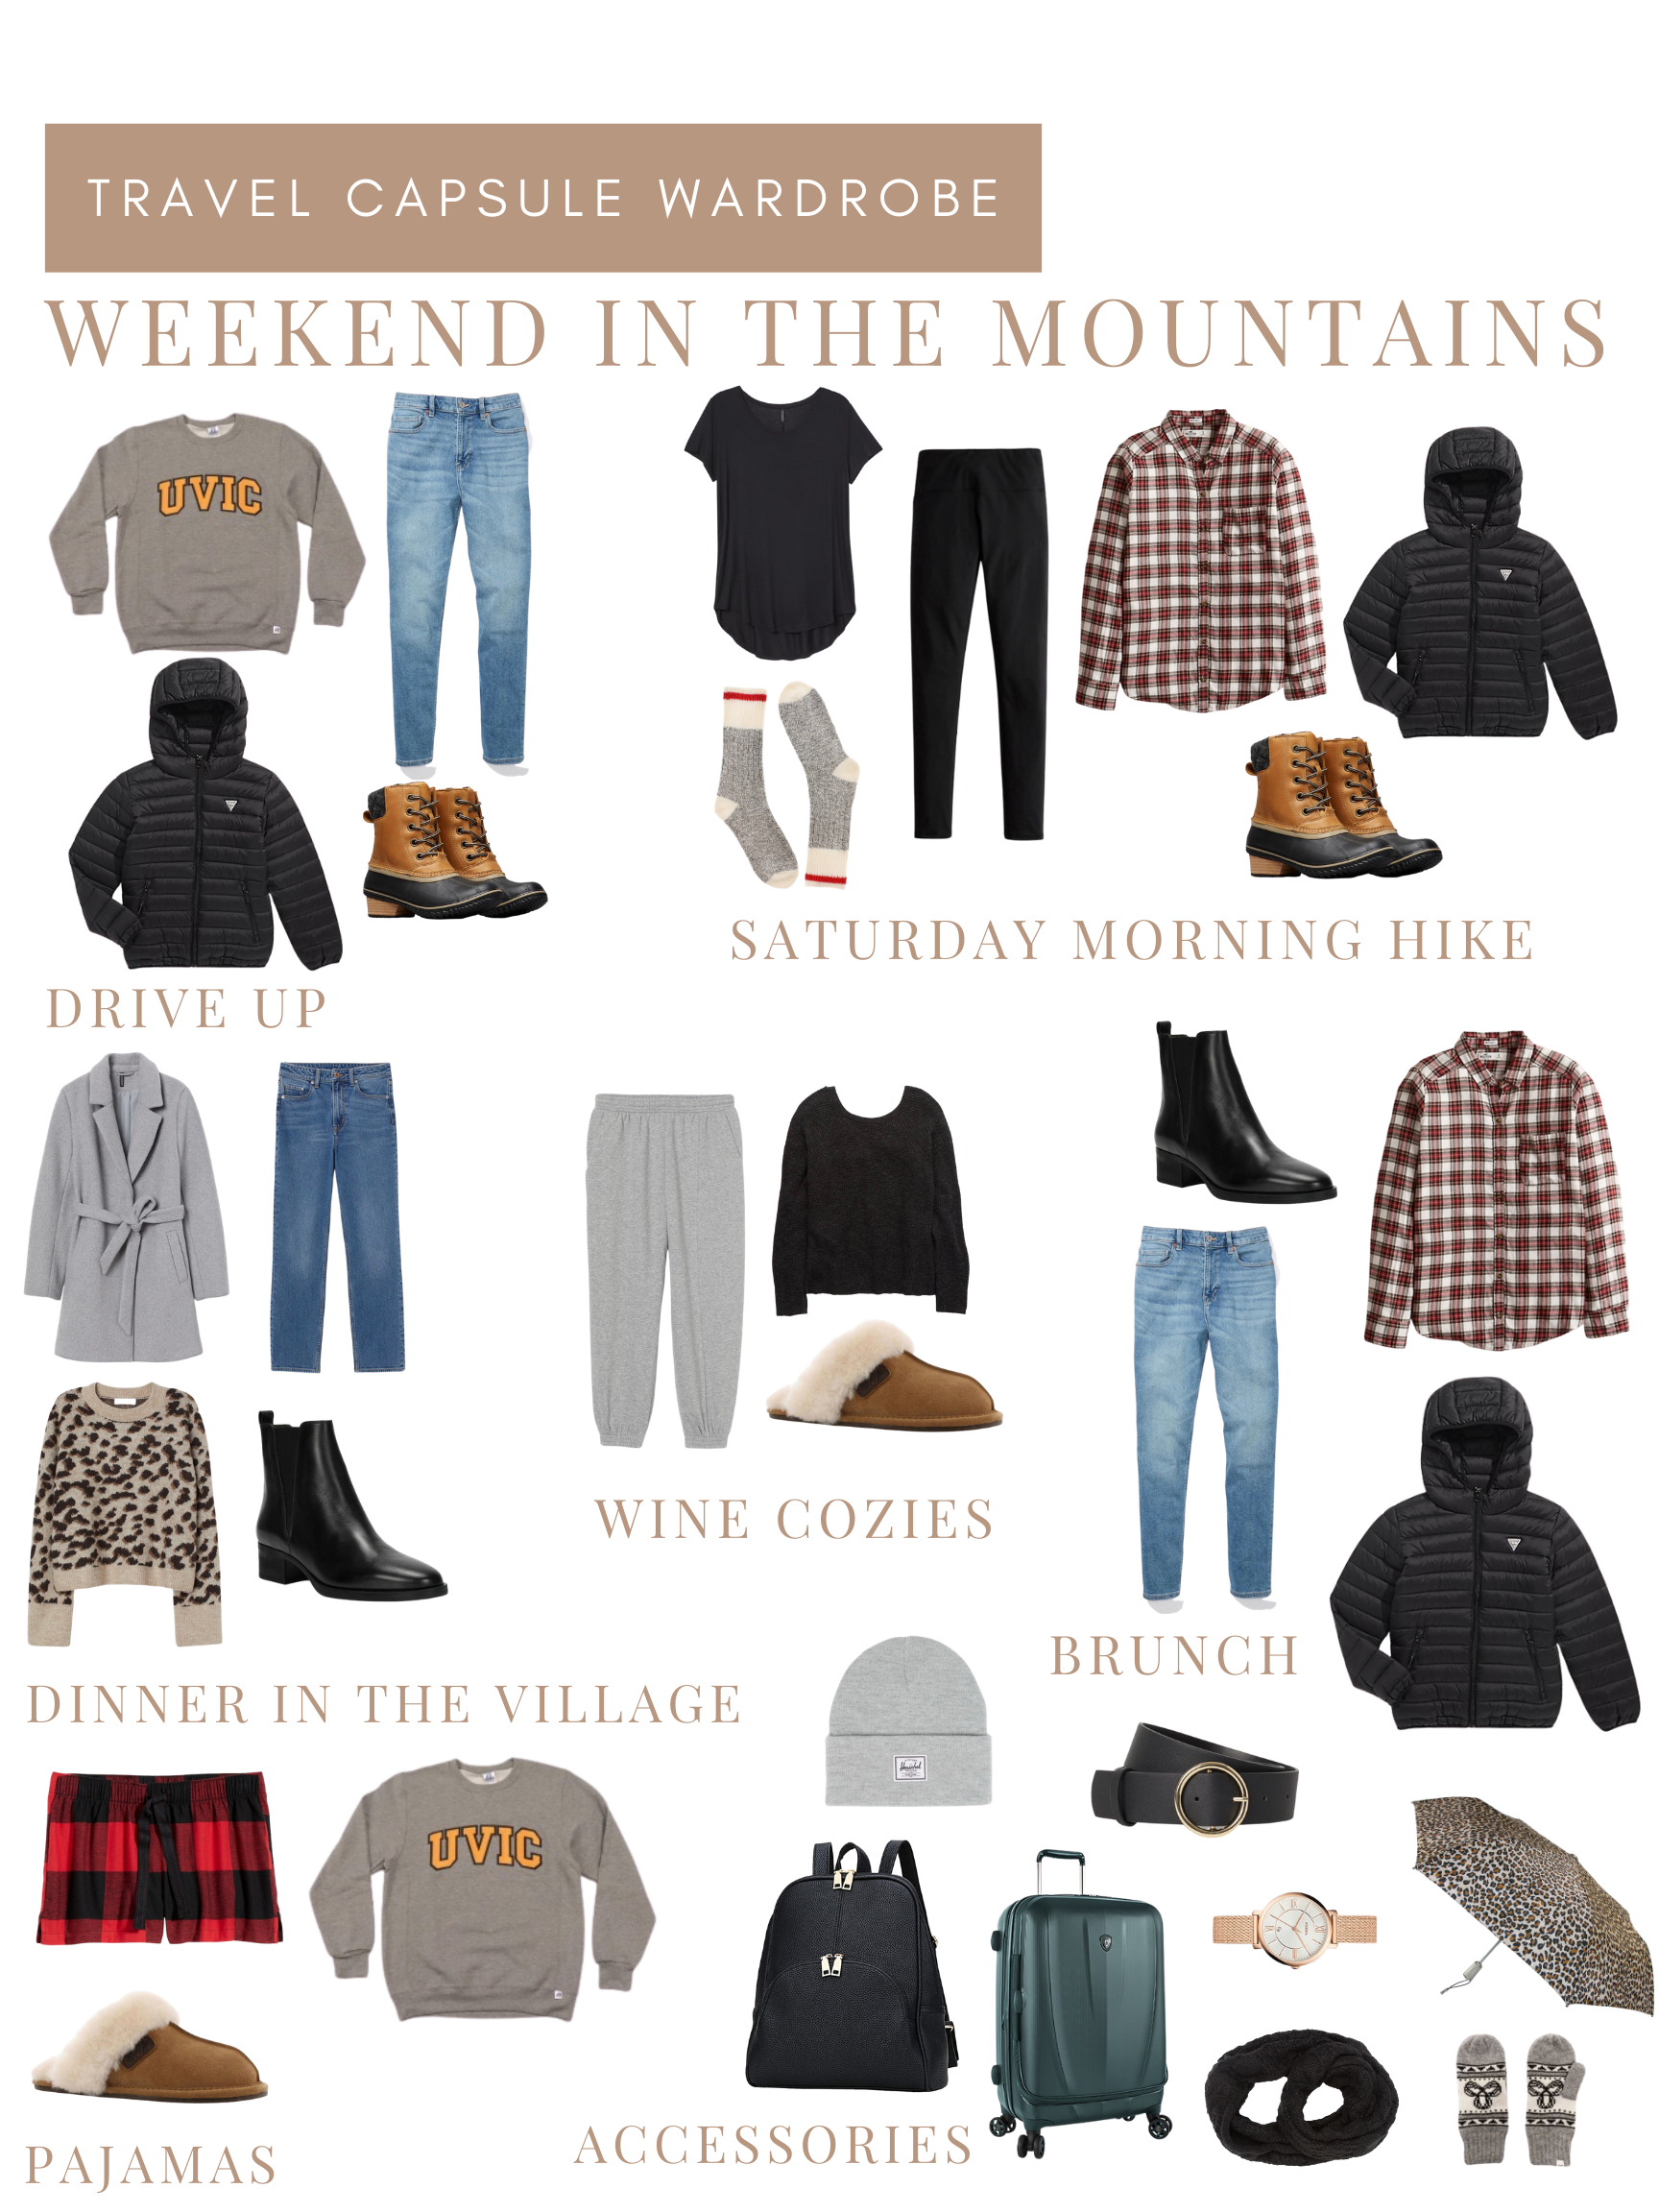 TRAVEL CAPSULE WARDROBE
WEEKEND IN THE MOUNTAINS
UVIC
SATURDAY MORNING HIKE
DRIVE UP
WINE COZIES
BRUNCH
DINNER IN THE VILLAGE
Herschel
UVIC
ACCESSORIES
PAJAMAS